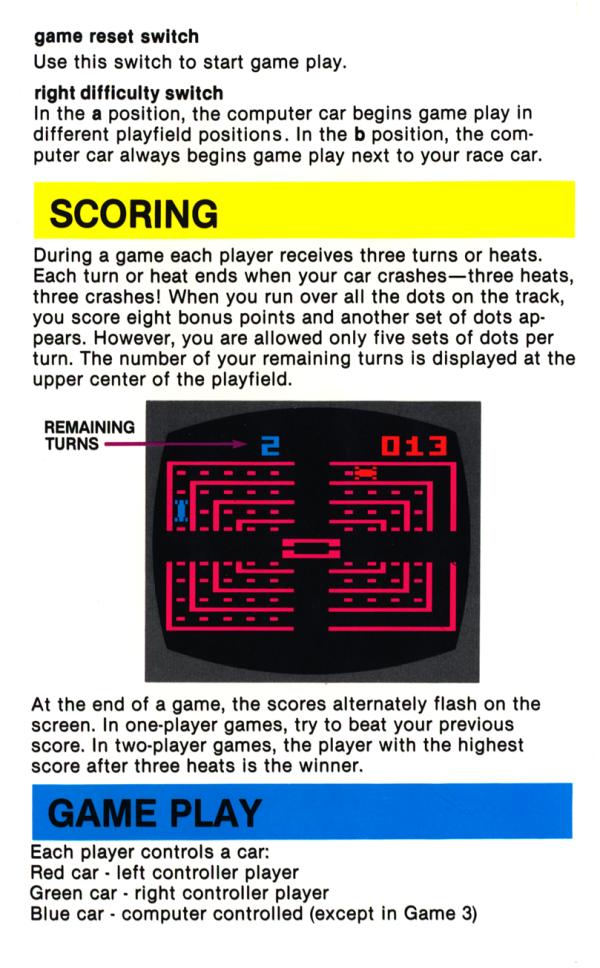 game reset switch
Use this switch to start game play.
right difficulty switch
In the a position, the computer car begins game play in
different playfield positions. In the b position, the com-
puter car always begins game play next to your race car.
SCORING
During a game each player receives three turns or heats.
Each turn or heat ends when your car crashes—three heats,
three crashes! When you run over all the dots on the track,
you score eight bonus points and another set of dots ap-
pears. However, you are allowed only five sets of dots per
turn. The number of your remaining turns is displayed at the
upper center of the playfield.
REMAINING
TURNS
2 013
At the end of a game, the scores alternately flash on the
screen. In one-player games, try to beat your previous
score. In two-player games, the player with the highest
score after three heats is the winner.
GAME PLAY
Each player controls a car:
Red car - left controller player
Green car - right controller player
Blue car - computer controlled (except in Game 3)